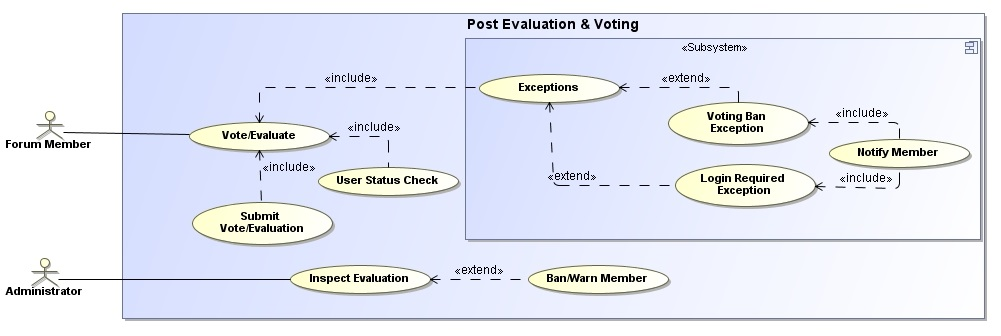 Post Evaluation & Voting
«Subsystem»
«include»
Exceptions
«extend»
Voting Ban
Exception
«include»
Forum Member
Vote/Evaluate
«include»
Notify Member
«include»
User Status Check
«extend»
Login Required
Exception
«include»
Submit
Vote/Evaluation
Administrator
Inspect Evaluation
«extend»
Ban/Warn Member